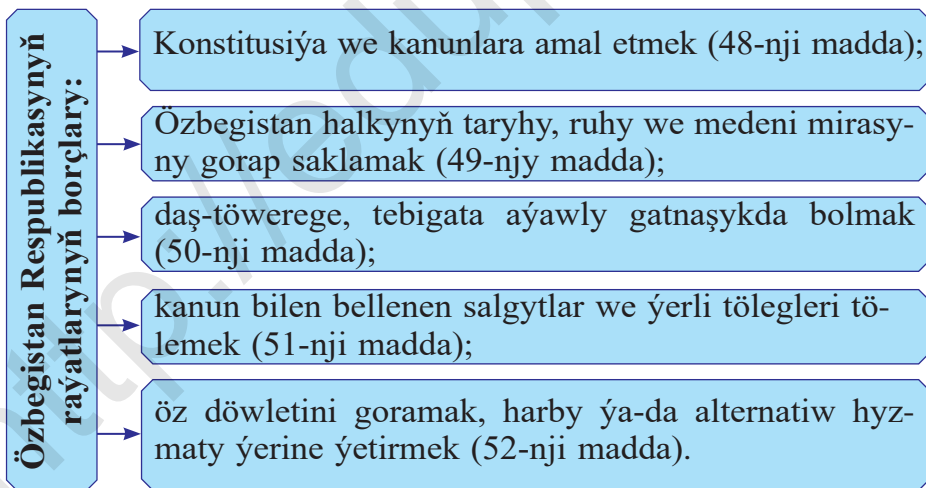 Özbegistan Respublikasynyň
raýatlarynyň borçlary:
Konstitusiýa we kanunlara amal etmek (48-nji madda);
Özbegistan halkynyň taryhy, ruhy we medeni mirasy-
ny gorap saklamak (49-njy madda);
daş-töwerege, tebigata aýawly gatnaşykda bolmak
(50-nji madda);
kanun bilen bellenen salgytlar we ýerli tölegleri tö-
lemek (51-nji madda);
öz döwletini goramak, harby ýa-da alternatiw hyz-
maty ýerine ýetirmek (52-nji madda).